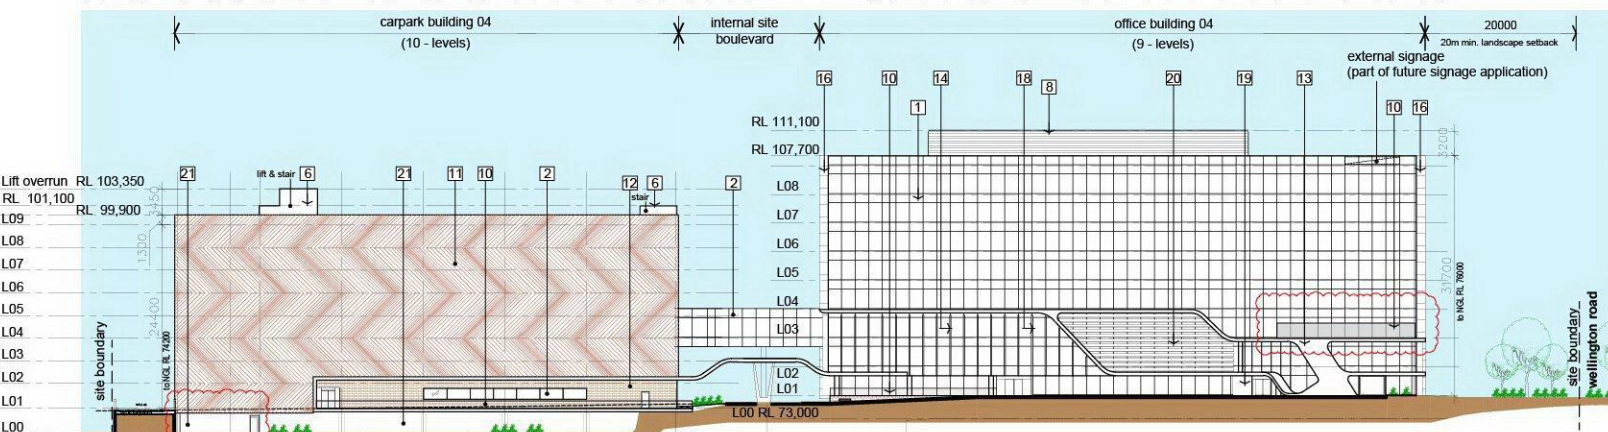 carpark building 04
(10 - levels)
internal site
boulevard
office building 04
(9 - levels)
20000
20m min. landscape setback
external signage
(part of future signage application)
16
10
14
18
8
20
19
13
1
10
16
RL 111,100
RL 107,700
3200
21
lift & stair
6
21
11
10
2
12
6
stair
2
Lift overrun RL 103,350
RL 101,100
RL 99,900
3450
L09
L08
L07
L06
L05
L04
L03
L02
L01
L00
1300
24400
to NGL RL 74200
site boundary
L08
L07
L06
L05
L04
L03
L02
L01
L00 RL 73,000
31700
to NGL RL 76000
site boundary
wellington road